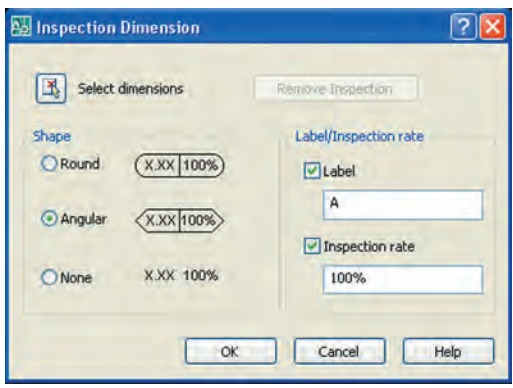 Inspection Dimension
Select dimensions
Remove Inspection
Shape
Round
X.XX 100%
Angular
X.XX 100%
None
X.XX 100%
Label/Inspection rate
Label
A
Inspection rate
100%
OK
Cancel
Help